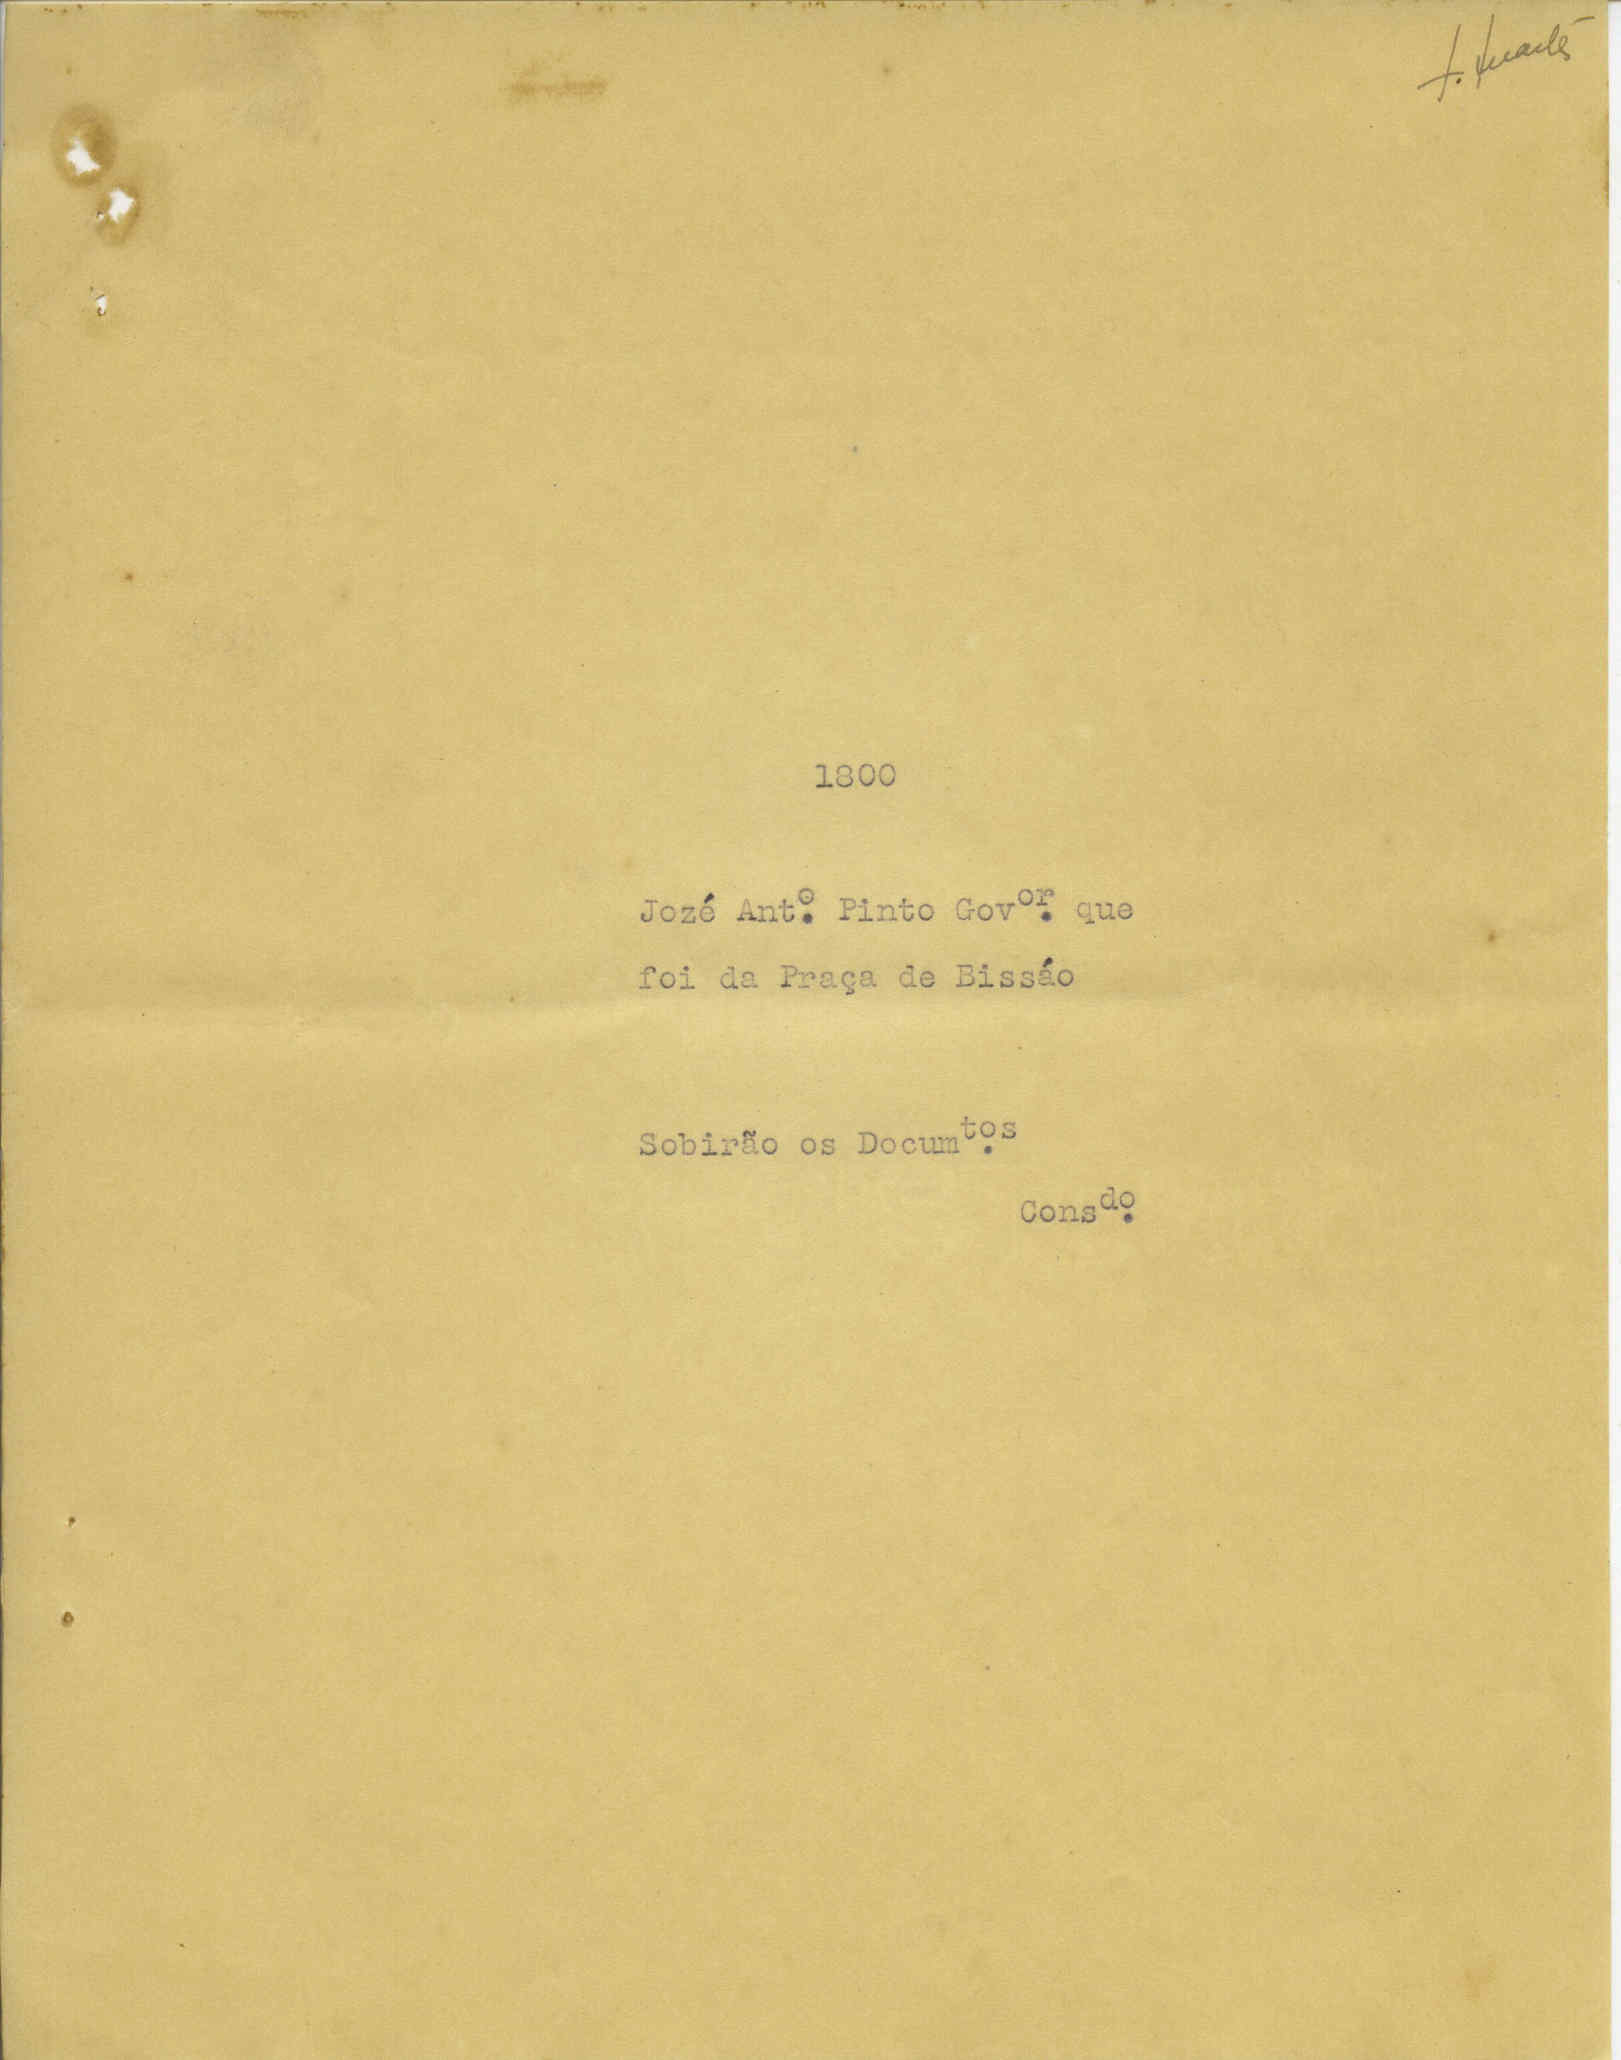 1800
Jozé Antº. Pinto Govᵒʳ. que
foi da Praça de Bissáo
Sobirão os Documᵗᵒˢ.
Consᵈᵒ.